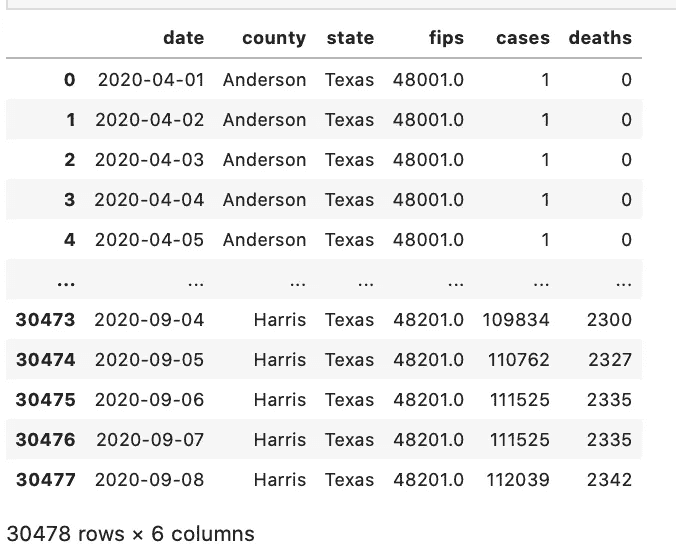 date county state fips cases deaths
0 2020-04-01 Anderson Texas 48001.0 1 0
1 2020-04-02 Anderson Texas 48001.0 1 0
2 2020-04-03 Anderson Texas 48001.0 1 0
3 2020-04-04 Anderson Texas 48001.0 1 0
4 2020-04-05 Anderson Texas 48001.0 1 0
... ... ... ... ... ... ...
30473 2020-09-04 Harris Texas 48201.0 109834 2300
30474 2020-09-05 Harris Texas 48201.0 110762 2327
30475 2020-09-06 Harris Texas 48201.0 111525 2335
30476 2020-09-07 Harris Texas 48201.0 111525 2335
30477 2020-09-08 Harris Texas 48201.0 112039 2342
30478 rows × 6 columns